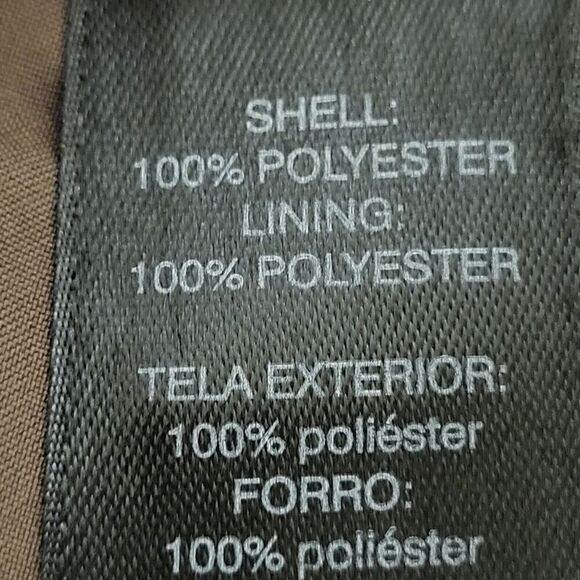 SHELL:
100% POLYESTER
LINING:
100% POLYESTER
TELA EXTERIOR:
100% poliéster
FORRO:
100% poliéster